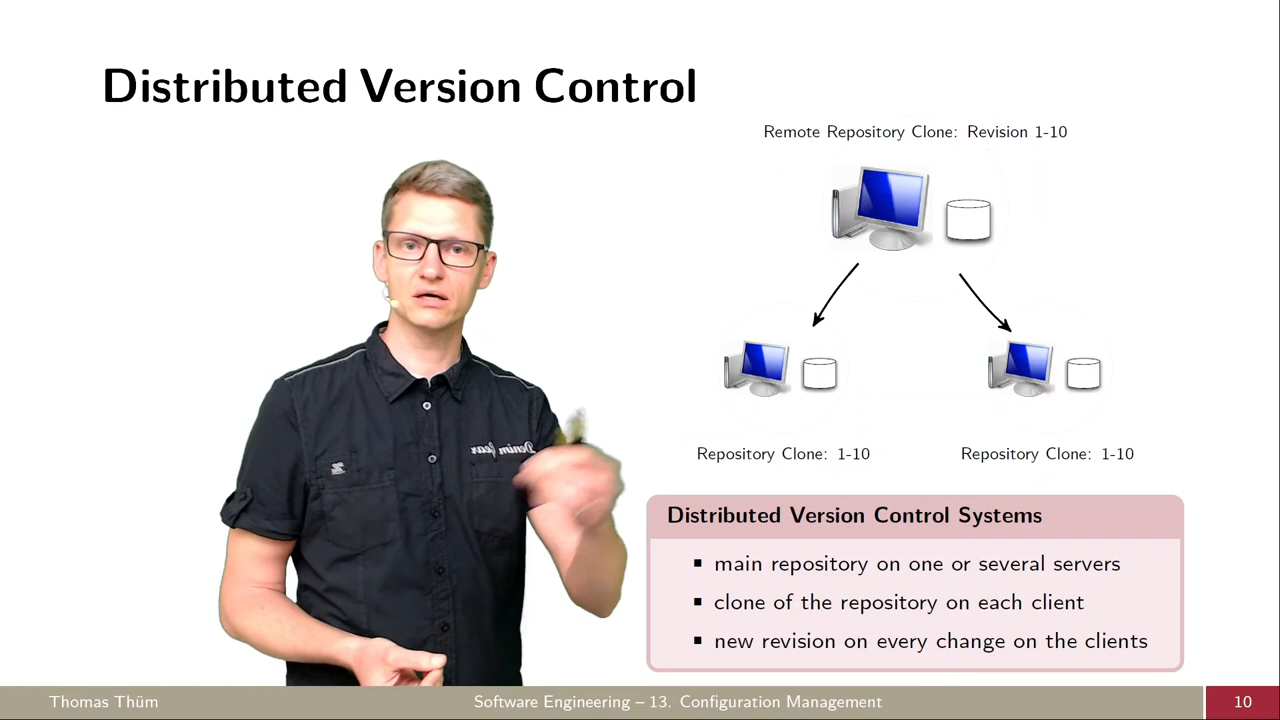 Distributed Version Control
Remote Repository Clone: Revision 1-10
Repository Clone: 1-10
Repository Clone: 1-10
Denim Gear
Distributed Version Control Systems
▪ main repository on one or several servers
▪ clone of the repository on each client
▪ new revision on every change on the clients
Thomas Thüm
Software Engineering – 13. Configuration Management
10